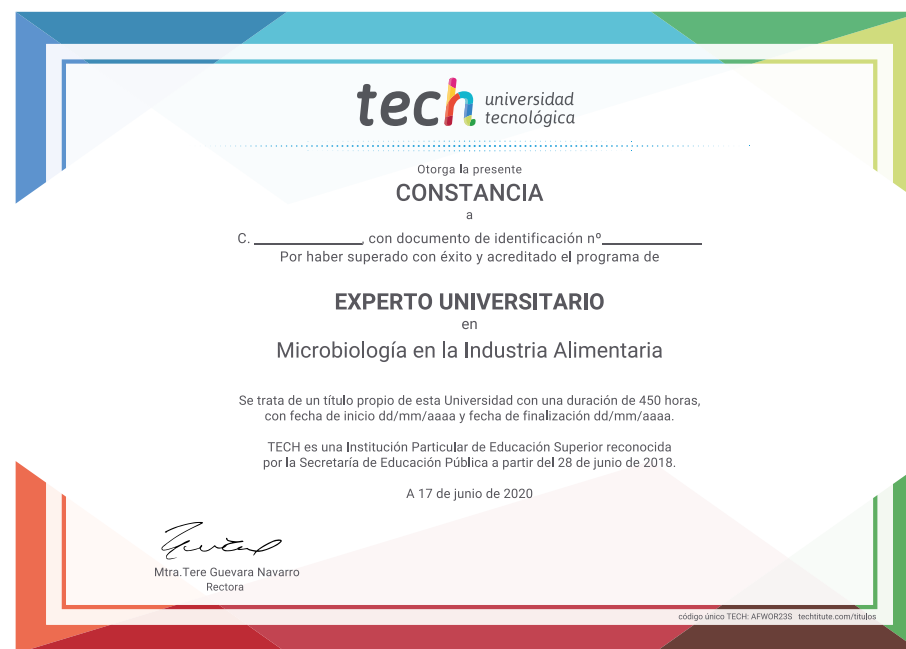 tech universidad
tecnológica
Otorga la presente
CONSTANCIA
a
C. ______________, con documento de identificación nº_____________
Por haber superado con éxito y acreditado el programa de
EXPERTO UNIVERSITARIO
en
Microbiología en la Industria Alimentaria
Se trata de un título propio de esta Universidad con una duración de 450 horas,
con fecha de inicio dd/mm/aaaa y fecha de finalización dd/mm/aaaa.
TECH es una Institución Particular de Educación Superior reconocida
por la Secretaría de Educación Pública a partir del 28 de junio de 2018.
A 17 de junio de 2020
Mtra.Tere Guevara Navarro
Rectora
código único TECH: AFWOR23S techtitute.com/titulos